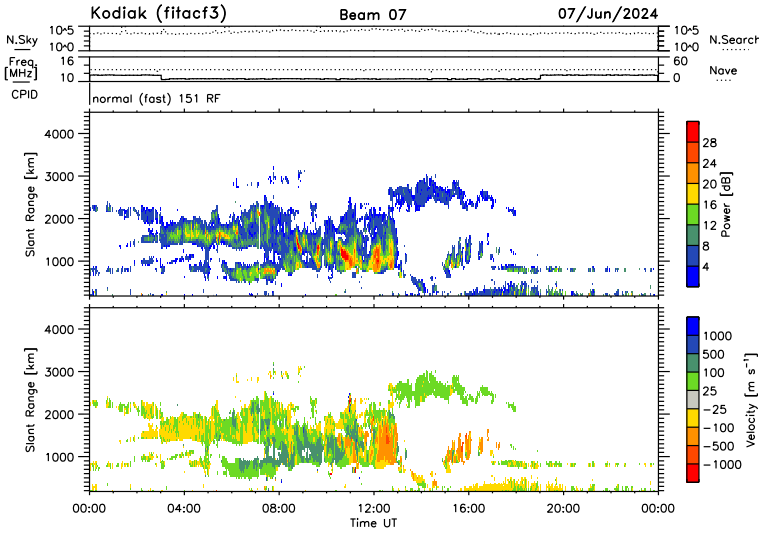 Kodiak (fitacf3) Beam 07 07/Jun/2024
N.Sky 10^5 10^0 10^5 10^0 N.Search
Freq. [MHz] 16 10 60 0 Nave
CPID normal (fast) 151 RF
Slant Range [km] 4000 3000 2000 1000
28 24 20 16 12 8 4 Power [dB]
Slant Range [km] 4000 3000 2000 1000
1000 500 100 25 −25 −100 −500 −1000 Velocity [m s⁻¹]
00:00 04:00 08:00 12:00 16:00 20:00 00:00
Time UT